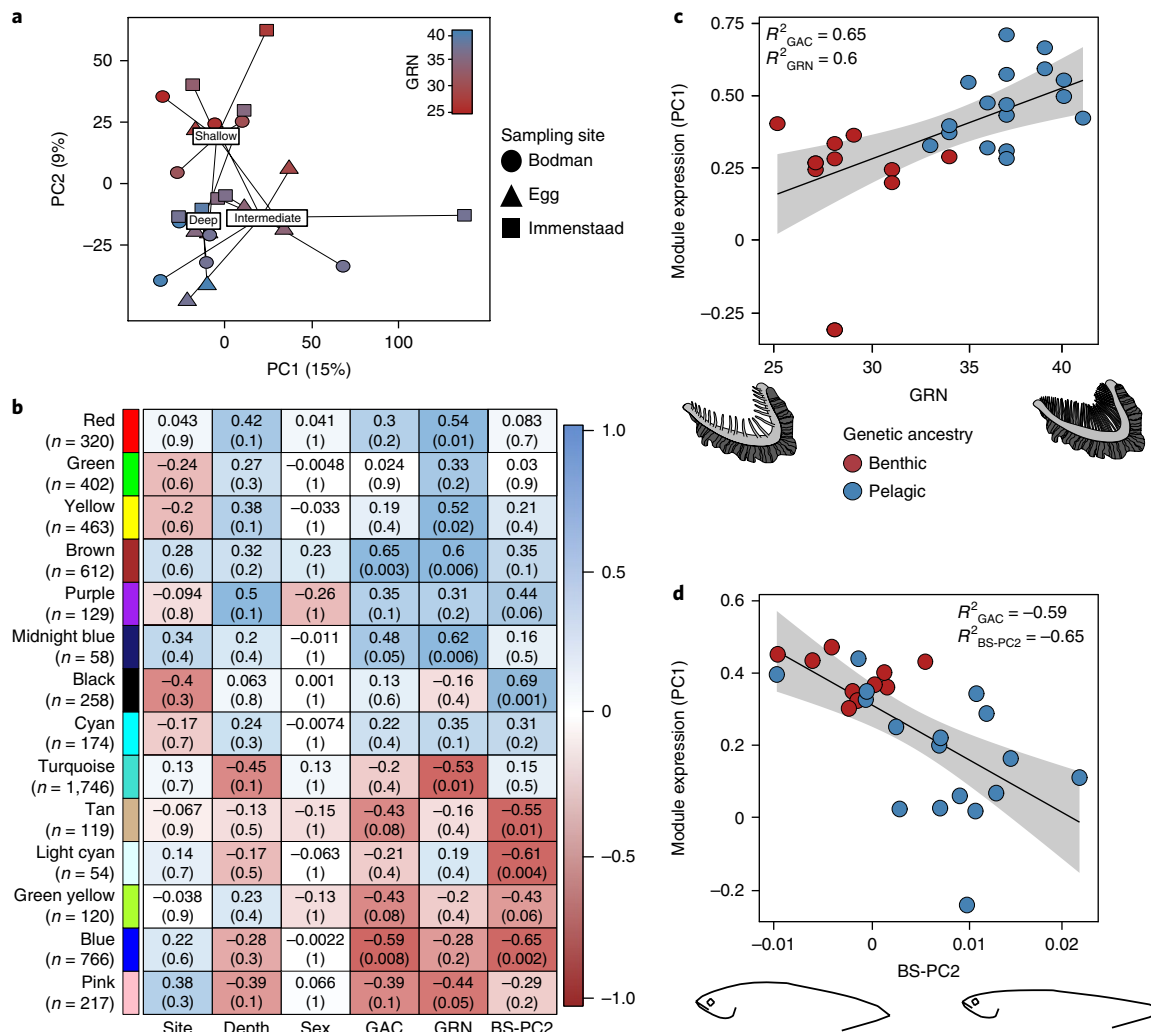 a
PC2 (9%)
50
25
0
−25
0
50
100
PC1 (15%)
Shallow
Deep
Intermediate
GRN
40
35
30
25
Sampling site
Bodman
Egg
Immenstaad
b
Red 0.043 0.42 0.041 0.3 0.54 0.083
(n = 320) (0.9) (0.1) (1) (0.2) (0.01) (0.7)
Green −0.24 0.27 −0.0048 0.024 0.33 0.03
(n = 402) (0.6) (0.3) (1) (0.9) (0.2) (0.9)
Yellow −0.2 0.38 −0.033 0.19 0.52 0.21
(n = 463) (0.6) (0.1) (1) (0.4) (0.02) (0.4)
Brown 0.28 0.32 0.23 0.65 0.6 0.35
(n = 612) (0.6) (0.2) (1) (0.003) (0.006) (0.1)
Purple −0.094 0.5 −0.26 0.35 0.31 0.44
(n = 129) (0.8) (0.1) (1) (0.1) (0.2) (0.06)
Midnight blue 0.34 0.2 −0.011 0.48 0.62 0.16
(n = 58) (0.4) (0.4) (1) (0.05) (0.006) (0.5)
Black −0.4 0.063 0.001 0.13 −0.16 0.69
(n = 258) (0.3) (0.8) (1) (0.6) (0.4) (0.001)
Cyan −0.17 0.24 −0.0074 0.22 0.35 0.31
(n = 174) (0.7) (0.3) (1) (0.4) (0.1) (0.2)
Turquoise 0.13 −0.45 0.13 −0.2 −0.53 0.15
(n = 1,746) (0.7) (0.1) (1) (0.4) (0.01) (0.5)
Tan −0.067 −0.13 −0.15 −0.43 −0.16 −0.55
(n = 119) (0.9) (0.5) (1) (0.08) (0.4) (0.01)
Light cyan 0.14 −0.17 −0.063 −0.21 0.19 −0.61
(n = 54) (0.7) (0.5) (1) (0.4) (0.4) (0.004)
Green yellow −0.038 0.23 −0.13 −0.43 −0.2 −0.43
(n = 120) (0.9) (0.4) (1) (0.08) (0.4) (0.06)
Blue 0.22 −0.28 −0.0022 −0.59 −0.28 −0.65
(n = 766) (0.6) (0.3) (1) (0.008) (0.2) (0.002)
Pink 0.38 −0.39 0.066 −0.39 −0.44 −0.29
(n = 217) (0.3) (0.1) (1) (0.1) (0.05) (0.2)
Site Depth Sex GAC GRN BS-PC2
1.0
0.5
0
−0.5
−1.0
c
Module expression (PC1)
0.75
0.50
0.25
0
−0.25
R²GAC = 0.65
R²GRN = 0.6
25 30 35 40
GRN
Genetic ancestry
Benthic
Pelagic
d
Module expression (PC1)
0.6
0.4
0.2
0
−0.2
R²GAC = −0.59
R²BS-PC2 = −0.65
−0.01 0 0.01 0.02
BS-PC2